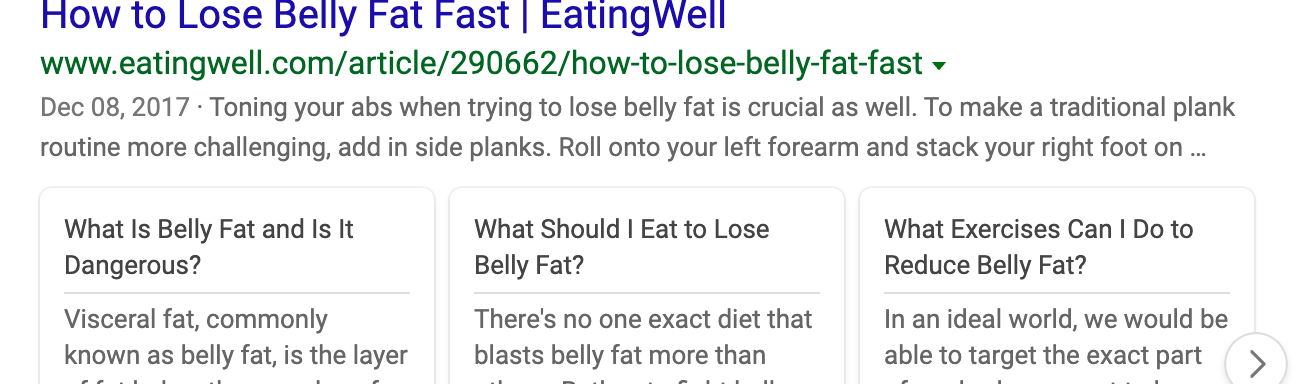 How to Lose Belly Fat Fast | EatingWell
www.eatingwell.com/article/290662/how-to-lose-belly-fat-fast
Dec 08, 2017 · Toning your abs when trying to lose belly fat is crucial as well. To make a traditional plank
routine more challenging, add in side planks. Roll onto your left forearm and stack your right foot on ...
What Is Belly Fat and Is It
Dangerous?
Visceral fat, commonly
known as belly fat, is the layer
What Should I Eat to Lose
Belly Fat?
There's no one exact diet that
blasts belly fat more than
What Exercises Can I Do to
Reduce Belly Fat?
In an ideal world, we would be
able to target the exact part